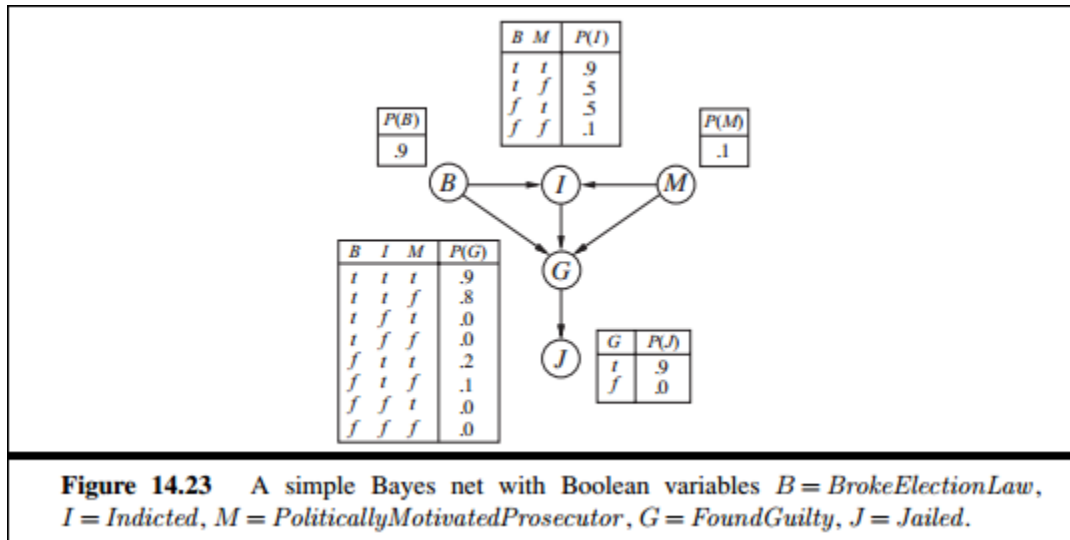 B M P(I)
t t .9
t f .5
f t .5
f f .1
P(B)
.9
P(M)
.1
B
I
M
B I M P(G)
t t t .9
t t f .8
t f t .0
t f f .0
f t t .2
f t f .1
f f t .0
f f f .0
G
J
G P(J)
t .9
f .0
Figure 14.23 A simple Bayes net with Boolean variables B = BrokeElectionLaw,
I = Indicted, M = PoliticallyMotivatedProsecutor, G = FoundGuilty, J = Jailed.